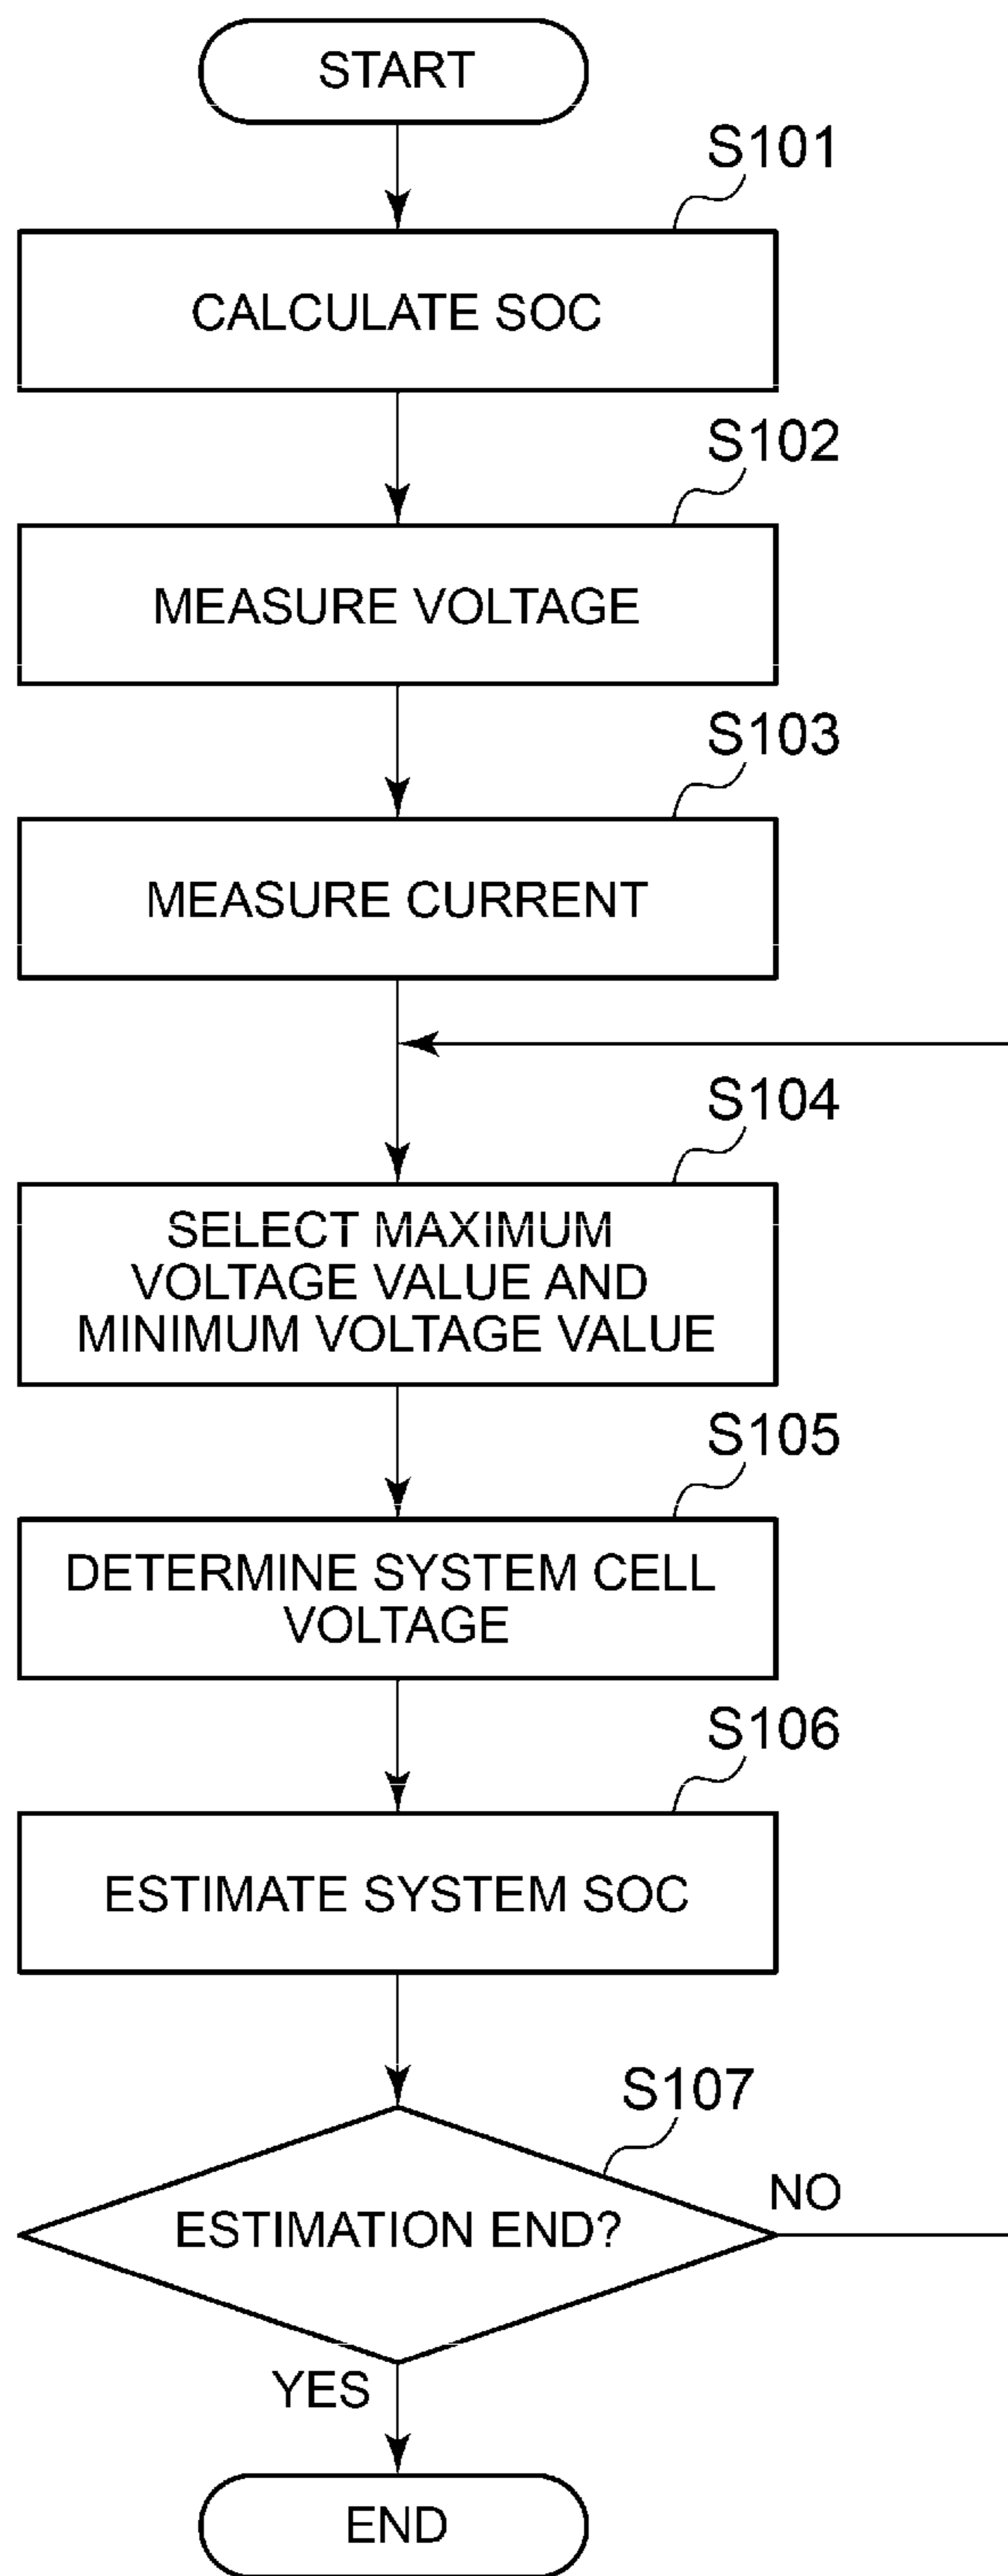 START
S101
CALCULATE SOC
S102
MEASURE VOLTAGE
S103
MEASURE CURRENT
S104
SELECT MAXIMUM
VOLTAGE VALUE AND
MINIMUM VOLTAGE VALUE
S105
DETERMINE SYSTEM CELL
VOLTAGE
S106
ESTIMATE SYSTEM SOC
S107
ESTIMATION END?
NO
YES
END